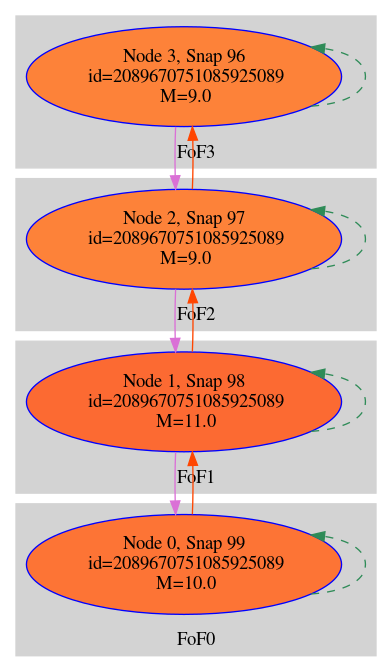 Node 3, Snap 96
id=2089670751085925089
M=9.0
FoF3
Node 2, Snap 97
id=2089670751085925089
M=9.0
FoF2
Node 1, Snap 98
id=2089670751085925089
M=11.0
FoF1
Node 0, Snap 99
id=2089670751085925089
M=10.0
FoF0